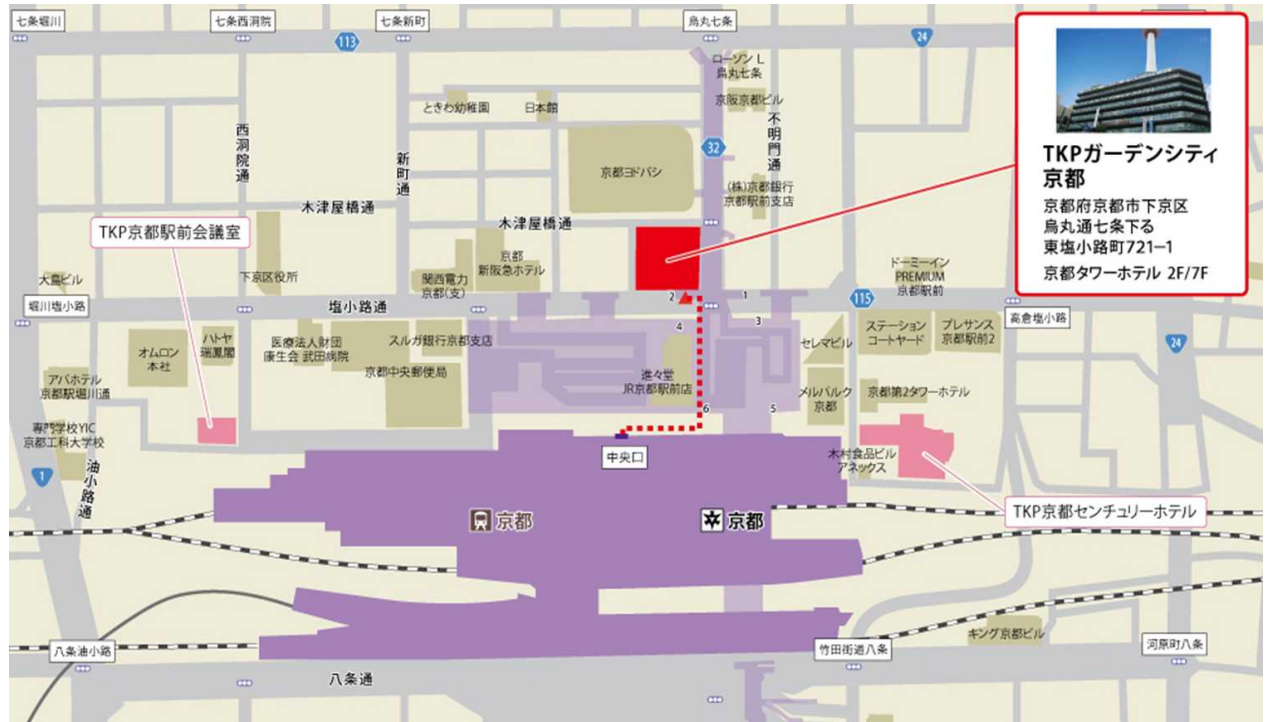 七条堀川
七条西洞院
七条新町
烏丸七条
113
24
ローソン L
烏丸七条
京阪京都ビル
ときわ幼稚園
日本館
不明門通
西洞院通
新町通
32
京都ヨドバシ
(株)京都銀行
京都駅前支店
木津屋橋通
木津屋橋通
TKPガーデンシティ
京都
京都府京都市下京区
烏丸通七条下る
東塩小路町721−1
京都タワーホテル 2F/7F
TKP京都駅前会議室
大島ビル
下京区役所
関西電力
京都(支)
京都
新阪急ホテル
ドーミーイン
PREMIUM
京都駅前
堀川塩小路
塩小路通
2
1
115
高倉塩小路
4
3
オムロン
本社
ハトヤ
瑞鳳閣
医療法人財団
康生会 武田病院
スルガ銀行京都支店
京都中央郵便局
進々堂
JR京都駅前店
セレマビル
ステーション
コートヤード
プレサンス
京都駅前2
24
アパホテル
京都駅堀川通
メルパルク
京都
京都第2タワーホテル
6
5
専門学校YIC
京都工科大学校
中央口
木村食品ビル
アネックス
1
油小路通
TKP京都センチュリーホテル
京都
京都
キング京都ビル
八条油小路
八条通
竹田街道八条
河原町八条